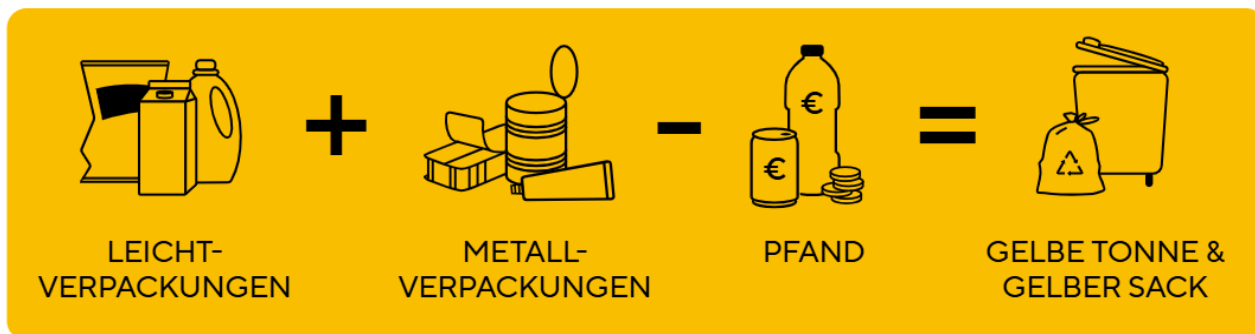 + - € € =
LEICHT-
VERPACKUNGEN
METALL-
VERPACKUNGEN
PFAND
GELBE TONNE &
GELBER SACK